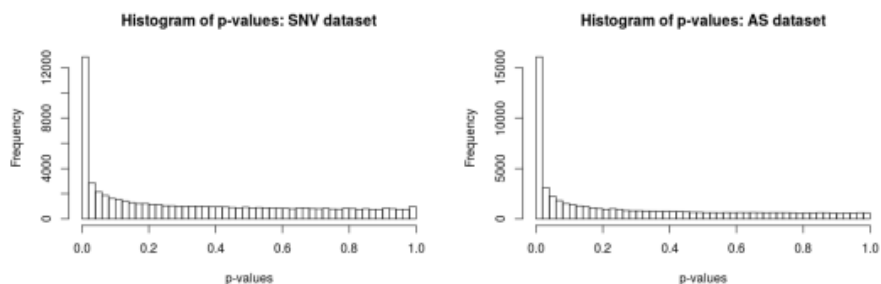 Histogram of p-values: SNV dataset
Frequency
12000
8000
4000
0
0.0 0.2 0.4 0.6 0.8 1.0
p-values
Histogram of p-values: AS dataset
Frequency
15000
10000
5000
0
0.0 0.2 0.4 0.6 0.8 1.0
p-values